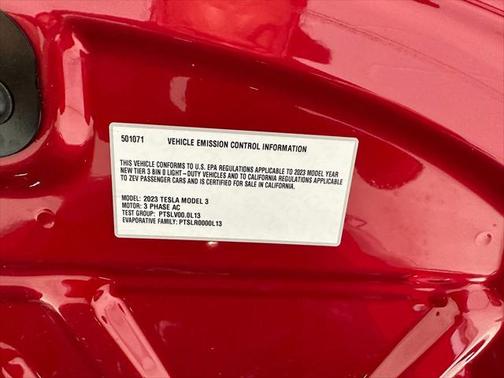 501071 VEHICLE EMISSION CONTROL INFORMATION
THIS VEHICLE CONFORMS TO U.S. EPA REGULATIONS APPLICABLE TO 2023 MODEL YEAR
NEW TIER 3 BIN 0 LIGHT-DUTY VEHICLES AND TO CALIFORNIA REGULATIONS APPLICABLE
TO ZEV PASSENGER CARS AND IS CERTIFIED FOR SALE IN CALIFORNIA.
MODEL: 2023 TESLA MODEL 3
MOTOR: 3 PHASE AC
TEST GROUP: PTSLV00.0L13
EVAPORATIVE FAMILY: PTSLR0000L13